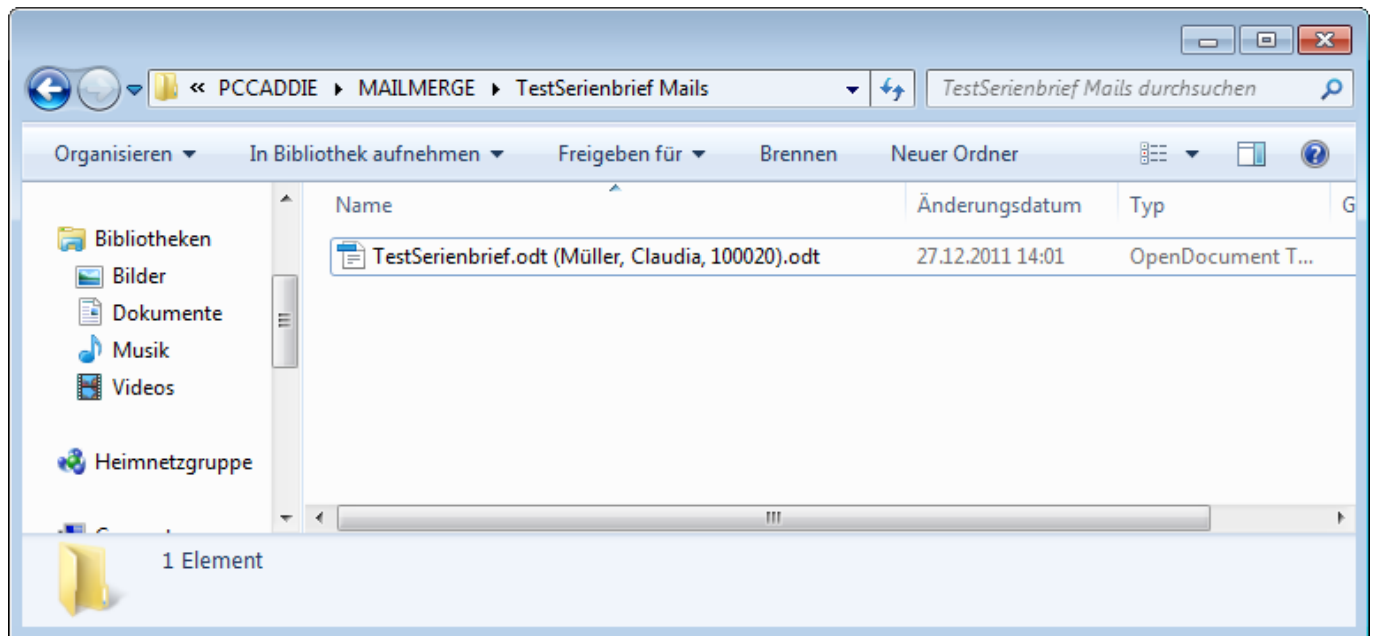 « PCCADDIE ▸ MAILMERGE ▸ TestSerienbrief Mails
TestSerienbrief Mails durchsuchen
Organisieren In Bibliothek aufnehmen Freigeben für Brennen Neuer Ordner
Name Änderungsdatum Typ G
Bibliotheken
TestSerienbrief.odt (Müller, Claudia, 100020).odt 27.12.2011 14:01 OpenDocument T...
Bilder
Dokumente
Musik
Videos
Heimnetzgruppe
1 Element